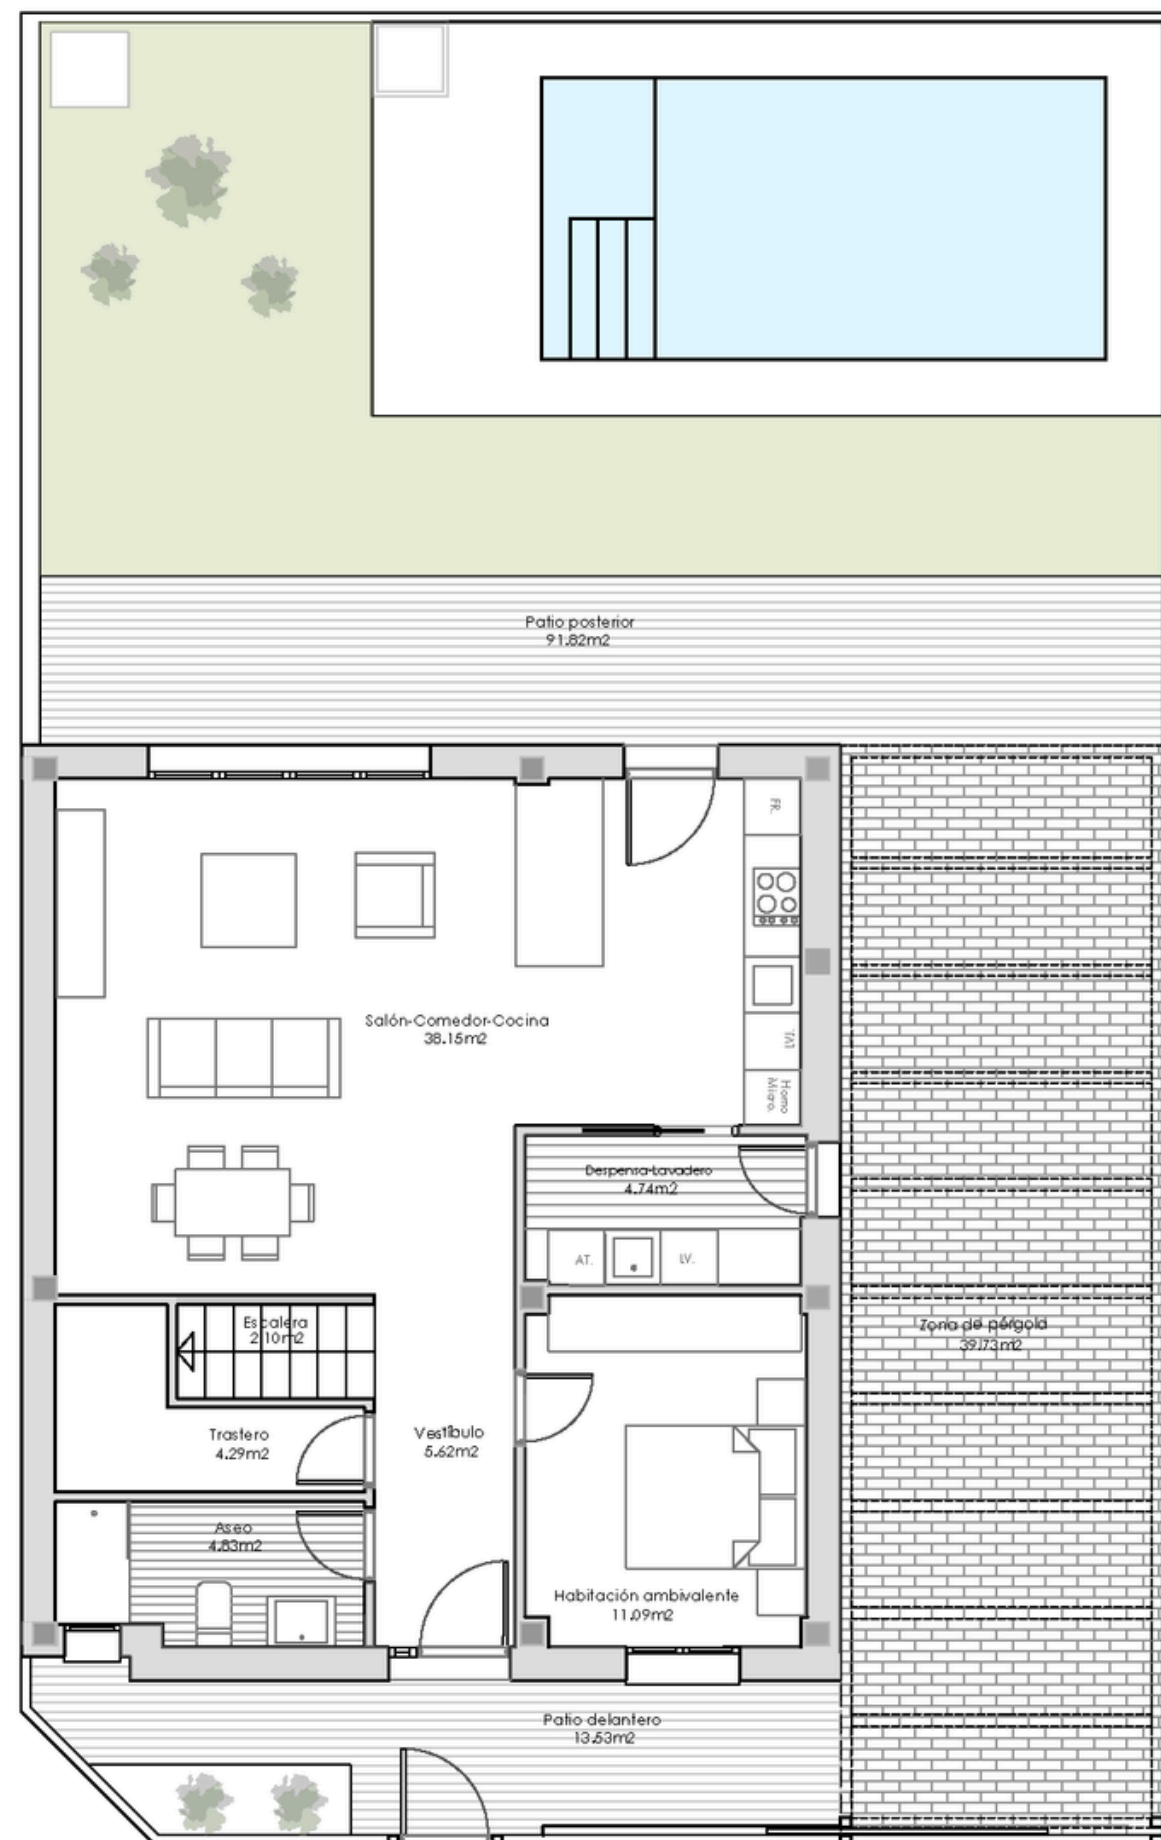 Patio posterior
91.82m2
FR.
Salón-Comedor-Cocina
38.15m2
LVT
Horno
Micro.
Despensa-Lavadero
4.74m2
AT.
LV.
Escalera
2.10m2
Zona de pérgola
39.73m2
Trastero
4.29m2
Vestíbulo
5.62m2
Aseo
4.83m2
Habitación ambivalente
11.09m2
Patio delantero
13.53m2